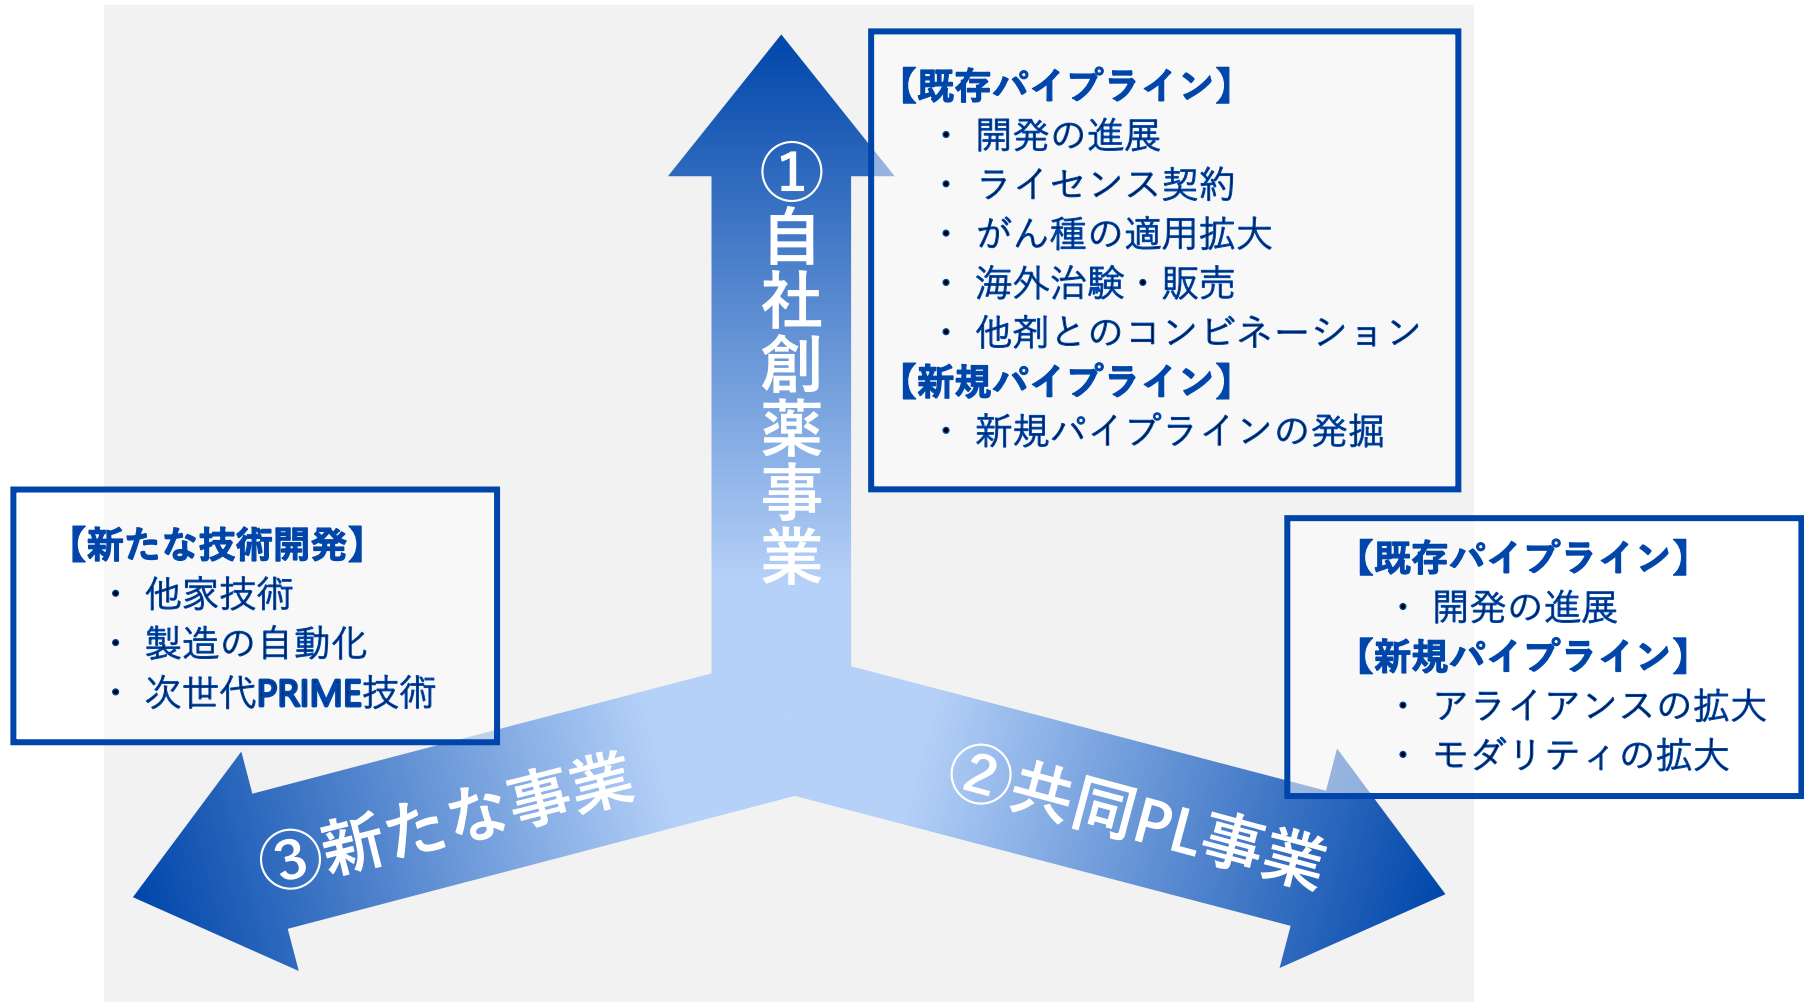 ①自社創薬事業
【既存パイプライン】
・ 開発の進展
・ ライセンス契約
・ がん種の適用拡大
・ 海外治験・販売
・ 他剤とのコンビネーション
【新規パイプライン】
・ 新規パイプラインの発掘
②共同PL事業
【既存パイプライン】
・ 開発の進展
【新規パイプライン】
・ アライアンスの拡大
・ モダリティの拡大
③新たな事業
【新たな技術開発】
・ 他家技術
・ 製造の自動化
・ 次世代PRIME技術